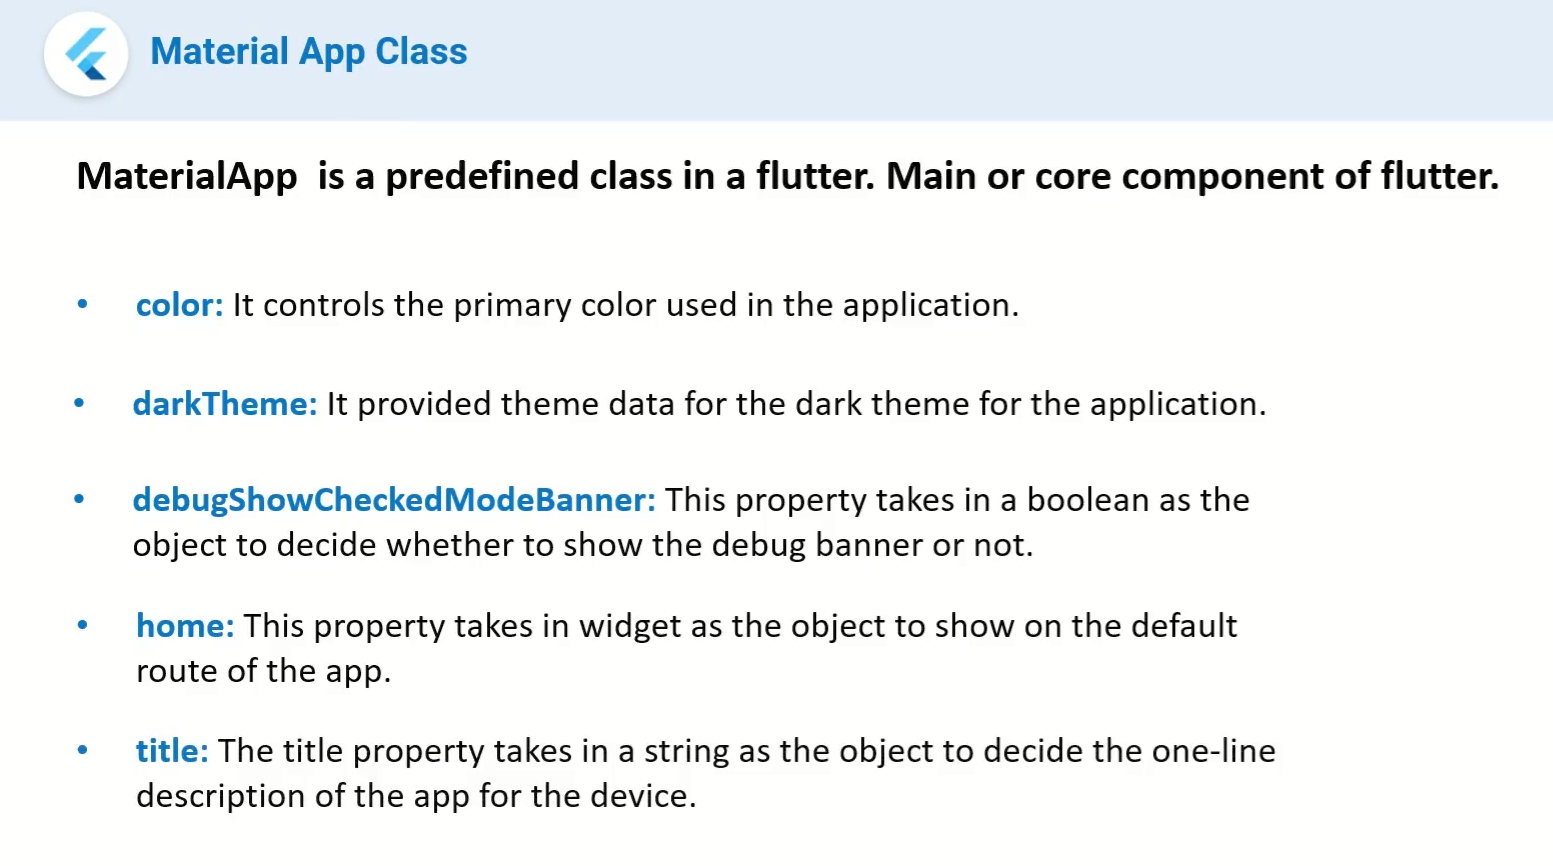 Material App Class
MaterialApp is a predefined class in a flutter. Main or core component of flutter.
• color: It controls the primary color used in the application.
• darkTheme: It provided theme data for the dark theme for the application.
• debugShowCheckedModeBanner: This property takes in a boolean as the
object to decide whether to show the debug banner or not.
• home: This property takes in widget as the object to show on the default
route of the app.
• title: The title property takes in a string as the object to decide the one-line
description of the app for the device.